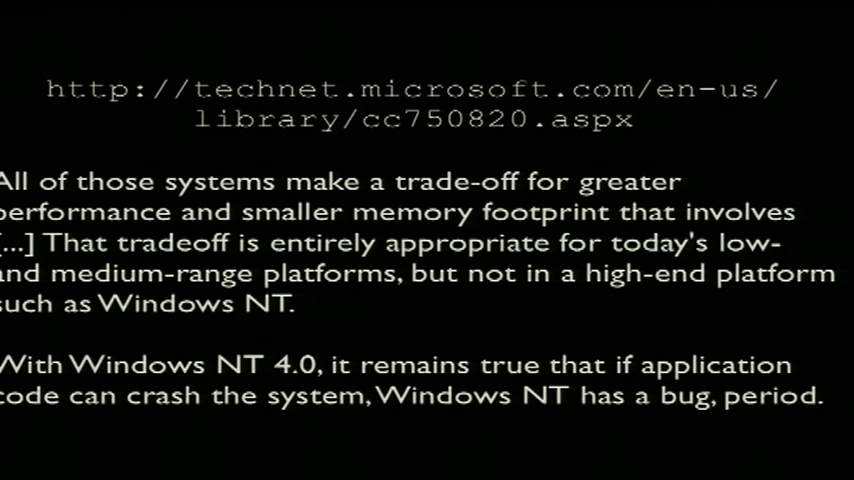 http://technet.microsoft.com/en-us/
library/cc750820.aspx
All of those systems make a trade-off for greater
performance and smaller memory footprint that involves
[...] That tradeoff is entirely appropriate for today's low-
and medium-range platforms, but not in a high-end platform
such as Windows NT.
With Windows NT 4.0, it remains true that if application
code can crash the system, Windows NT has a bug, period.